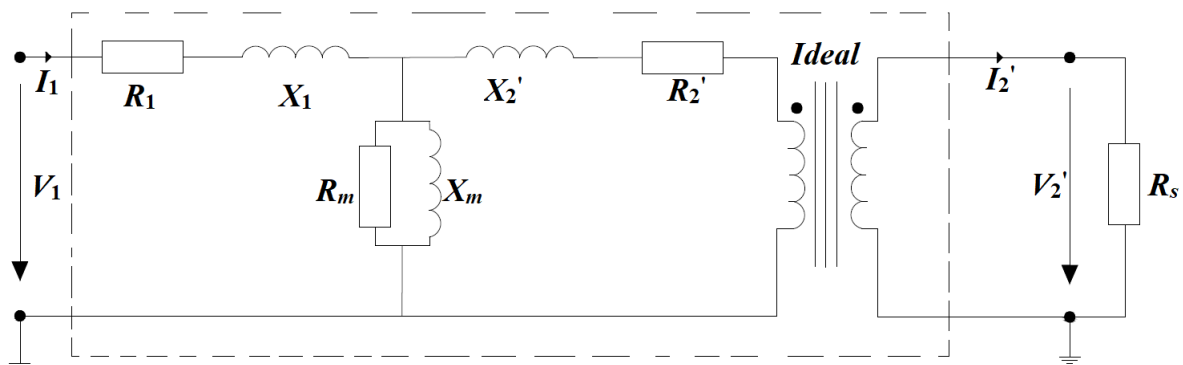 Ideal
I1
R1
X1
X2'
R2'
I2'
V1
Rm
Xm
V2'
Rs